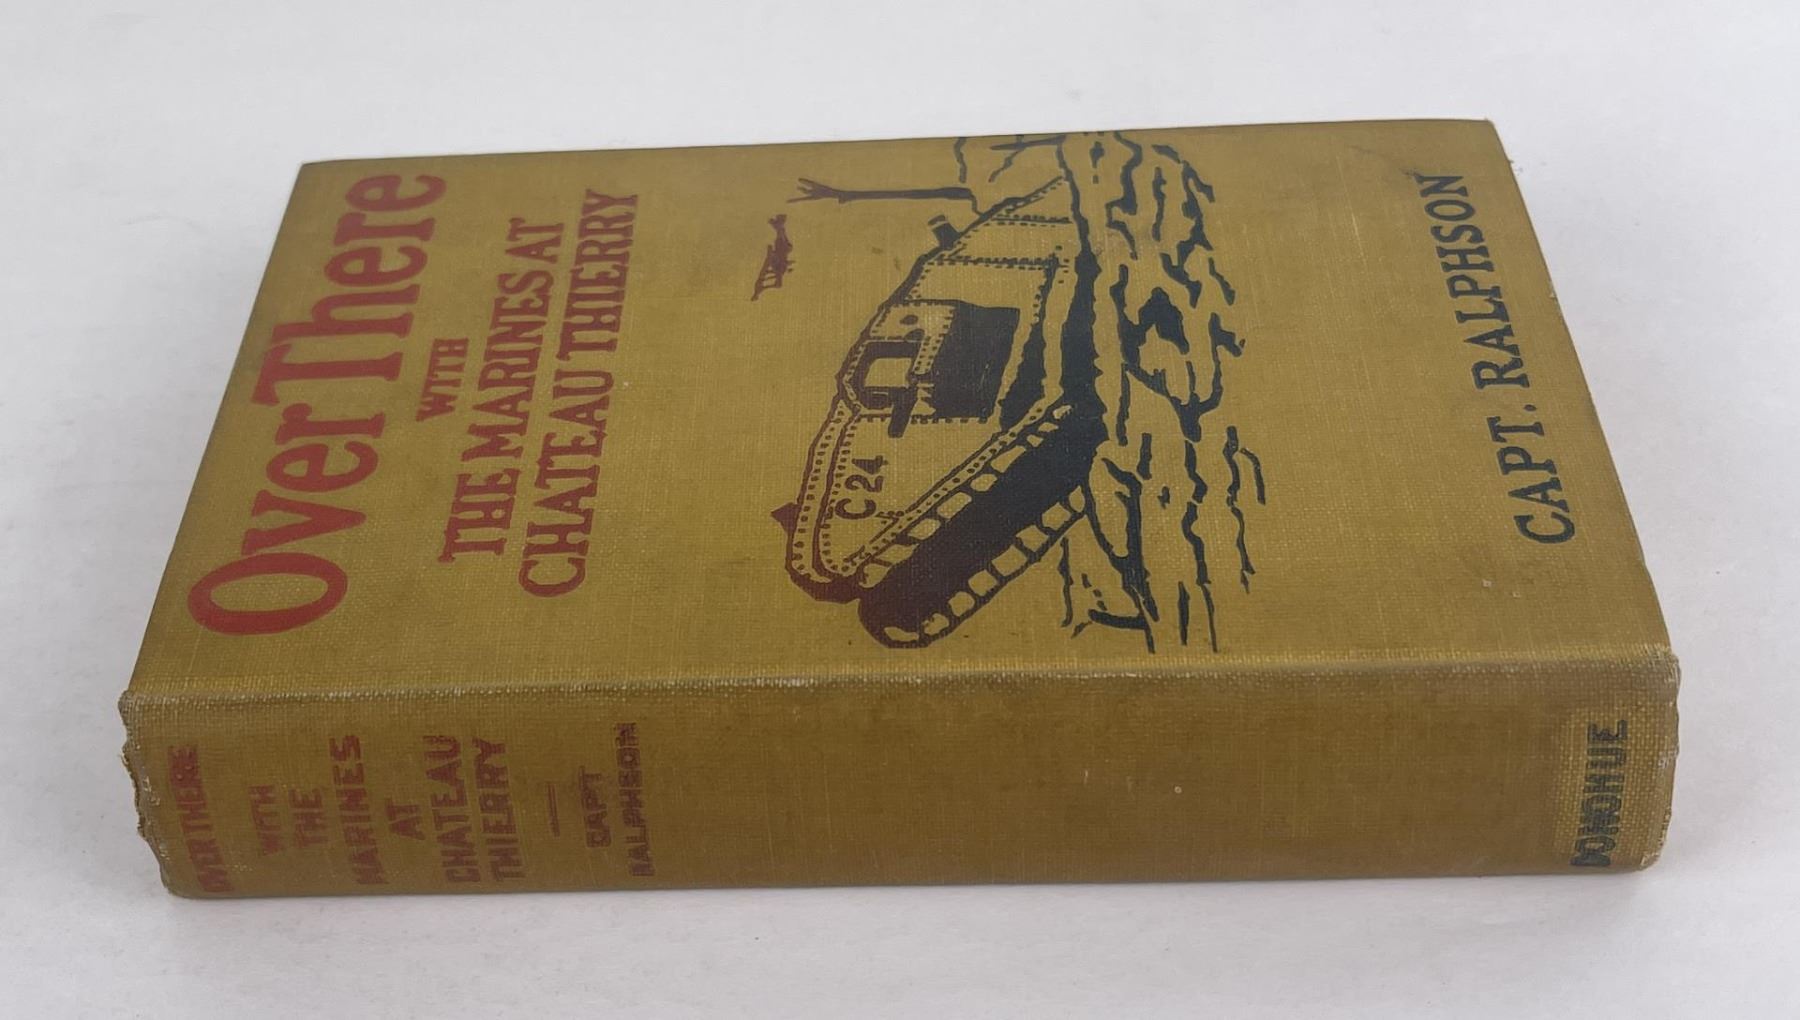 Over There
WITH
THE MARINES AT
CHATEAU THIERRY
C24
CAPT. RALPHSON
OVER THERE
WITH
THE
MARINES
AT
CHATEAU
THIERRY
CAPT
RALPHSON
DONOHUE